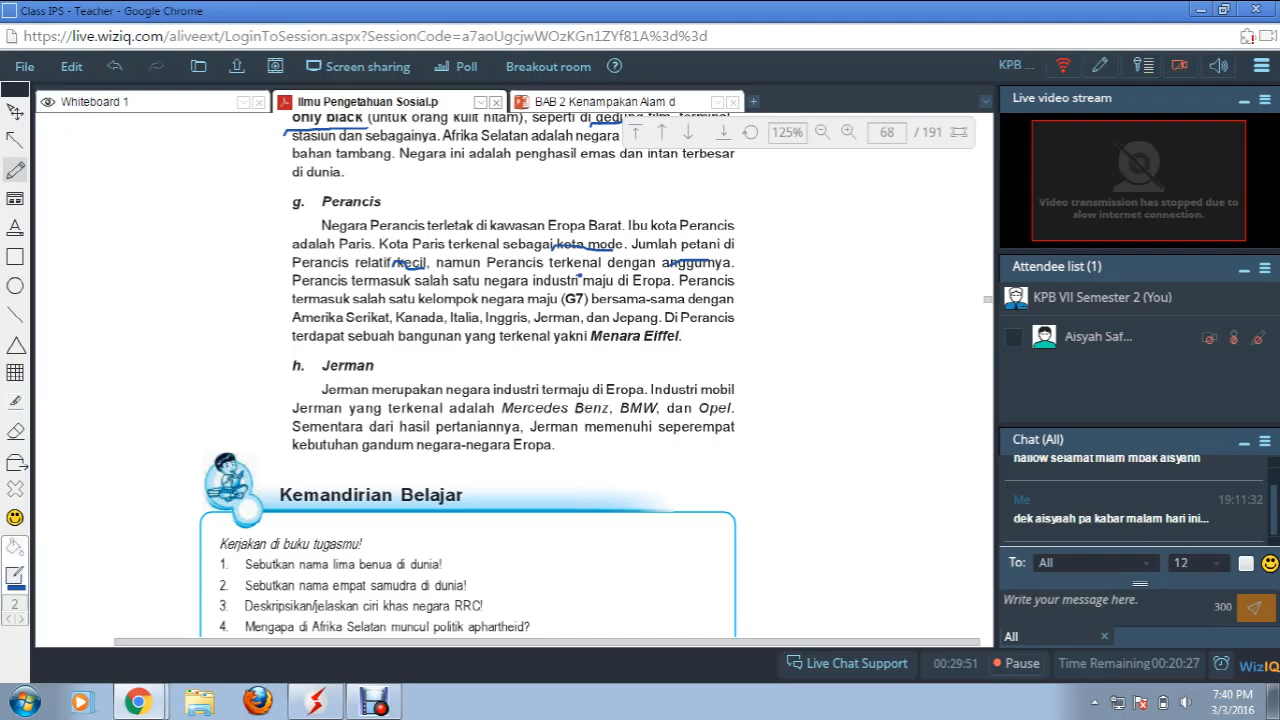 Class IPS - Teacher - Google Chrome
https://live.wiziq.com/aliveext/LoginToSession.aspx?SessionCode=a7aoUgcjwWOzKGn1ZYf81A%3d%3d
File Edit Screen sharing Poll Breakout room KPB ...
Whiteboard 1 Ilmu Pengetahuan Sosial.p BAB 2 Kenampakan Alam d
Live video stream
125% 68 / 191
only black (untuk orang kulit hitam), seperti di gedung film, terminal,
stasiun dan sebagainya. Afrika Selatan adalah negara
bahan tambang. Negara ini adalah penghasil emas dan intan terbesar
di dunia.
g. Perancis
Negara Perancis terletak di kawasan Eropa Barat. Ibu kota Perancis
adalah Paris. Kota Paris terkenal sebagai kota mode. Jumlah petani di
Perancis relatif kecil, namun Perancis terkenal dengan anggurnya.
Perancis termasuk salah satu negara industri maju di Eropa. Perancis
termasuk salah satu kelompok negara maju (G7) bersama-sama dengan
Amerika Serikat, Kanada, Italia, Inggris, Jerman, dan Jepang. Di Perancis
terdapat sebuah bangunan yang terkenal yakni Menara Eiffel.
h. Jerman
Jerman merupakan negara industri termaju di Eropa. Industri mobil
Jerman yang terkenal adalah Mercedes Benz, BMW, dan Opel.
Sementara dari hasil pertaniannya, Jerman memenuhi seperempat
kebutuhan gandum negara-negara Eropa.
Kemandirian Belajar
Kerjakan di buku tugasmu!
1. Sebutkan nama lima benua di dunia!
2. Sebutkan nama empat samudra di dunia!
3. Deskripsikan/jelaskan ciri khas negara RRC!
4. Mengapa di Afrika Selatan muncul politik aphartheid?
2
Video transmission has stopped due to
slow internet connection.
Attendee list (1)
KPB VII Semester 2 (You)
Aisyah Saf...
Chat (All)
hallow selamat mlam mbak aisyahh
Me 19:11:32
dek aisyaah pa kabar malam hari ini...
To: All 12
Write your message here. 300
All
Live Chat Support 00:29:51 Pause Time Remaining 00:20:27 WizIQ
7:40 PM
3/3/2016